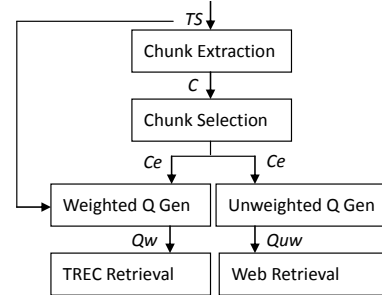 TS
Chunk Extraction
C
Chunk Selection
Ce Ce
Weighted Q Gen Unweighted Q Gen
Qw Quw
TREC Retrieval Web Retrieval